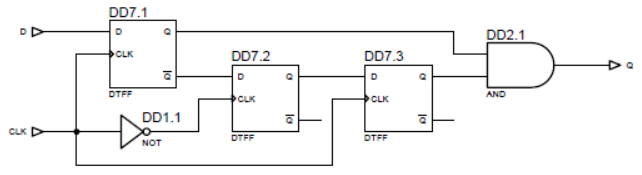 DD7.1
D
D
Q
CLK
Q
DTFF
DD7.2
D
Q
CLK
Q
DTFF
DD7.3
D
Q
CLK
Q
DTFF
DD2.1
AND
Q
CLK
DD1.1
NOT